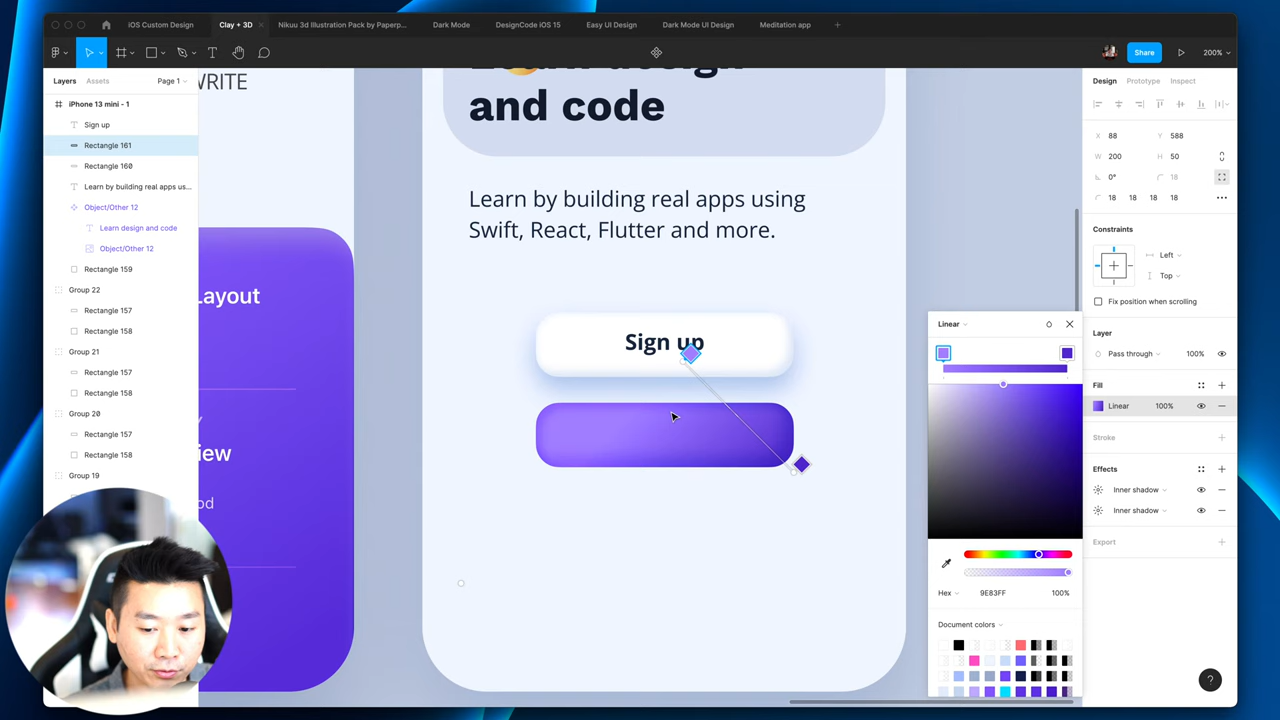 iOS Custom Design
Clay + 3D
Nikuu 3d Illustration Pack by Paperp...
Dark Mode
DesignCode iOS 15
Easy UI Design
Dark Mode UI Design
Meditation app
Share
200%
Layers
Assets
Page 1
iPhone 13 mini - 1
Sign up
Rectangle 161
Rectangle 160
Learn by building real apps us...
Object/Other 12
Learn design and code
Object/Other 12
Rectangle 159
Group 22
Rectangle 157
Rectangle 158
Group 21
Rectangle 157
Rectangle 158
Group 20
Rectangle 157
Rectangle 158
Group 19
WRITE
Layout
Learn design
and code
Learn by building real apps using
Swift, React, Flutter and more.
Sign up
Linear
Hex
9E83FF
100%
Document colors
Design
Prototype
Inspect
X 88
Y 588
W 200
H 50
0°
18
18 18 18 18
Constraints
Left
Top
Fix position when scrolling
Layer
Pass through
100%
Fill
Linear
100%
Stroke
Effects
Inner shadow
Inner shadow
Export
?